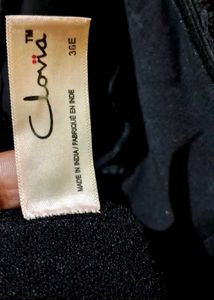 Clovia™
36E
MADE IN INDIA / FABRIQUÉ EN INDE